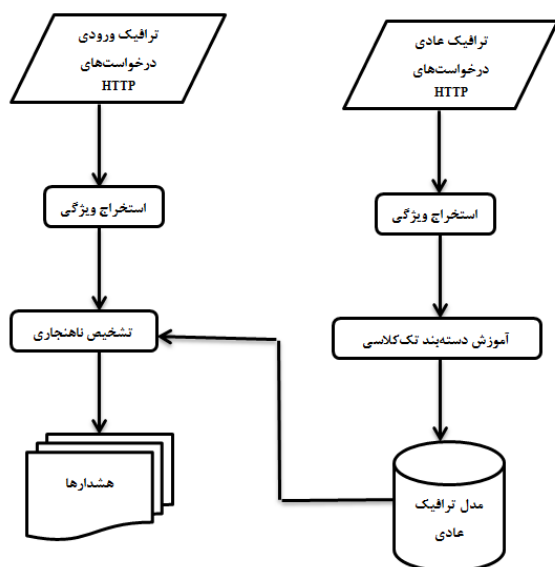 ترافیک عادی
درخواست‌های
HTTP
استخراج ویژگی
آموزش دسته‌بند تک‌کلاسی
مدل ترافیک
عادی
ترافیک ورودی
درخواست‌های
HTTP
استخراج ویژگی
تشخیص ناهنجاری
هشدارها